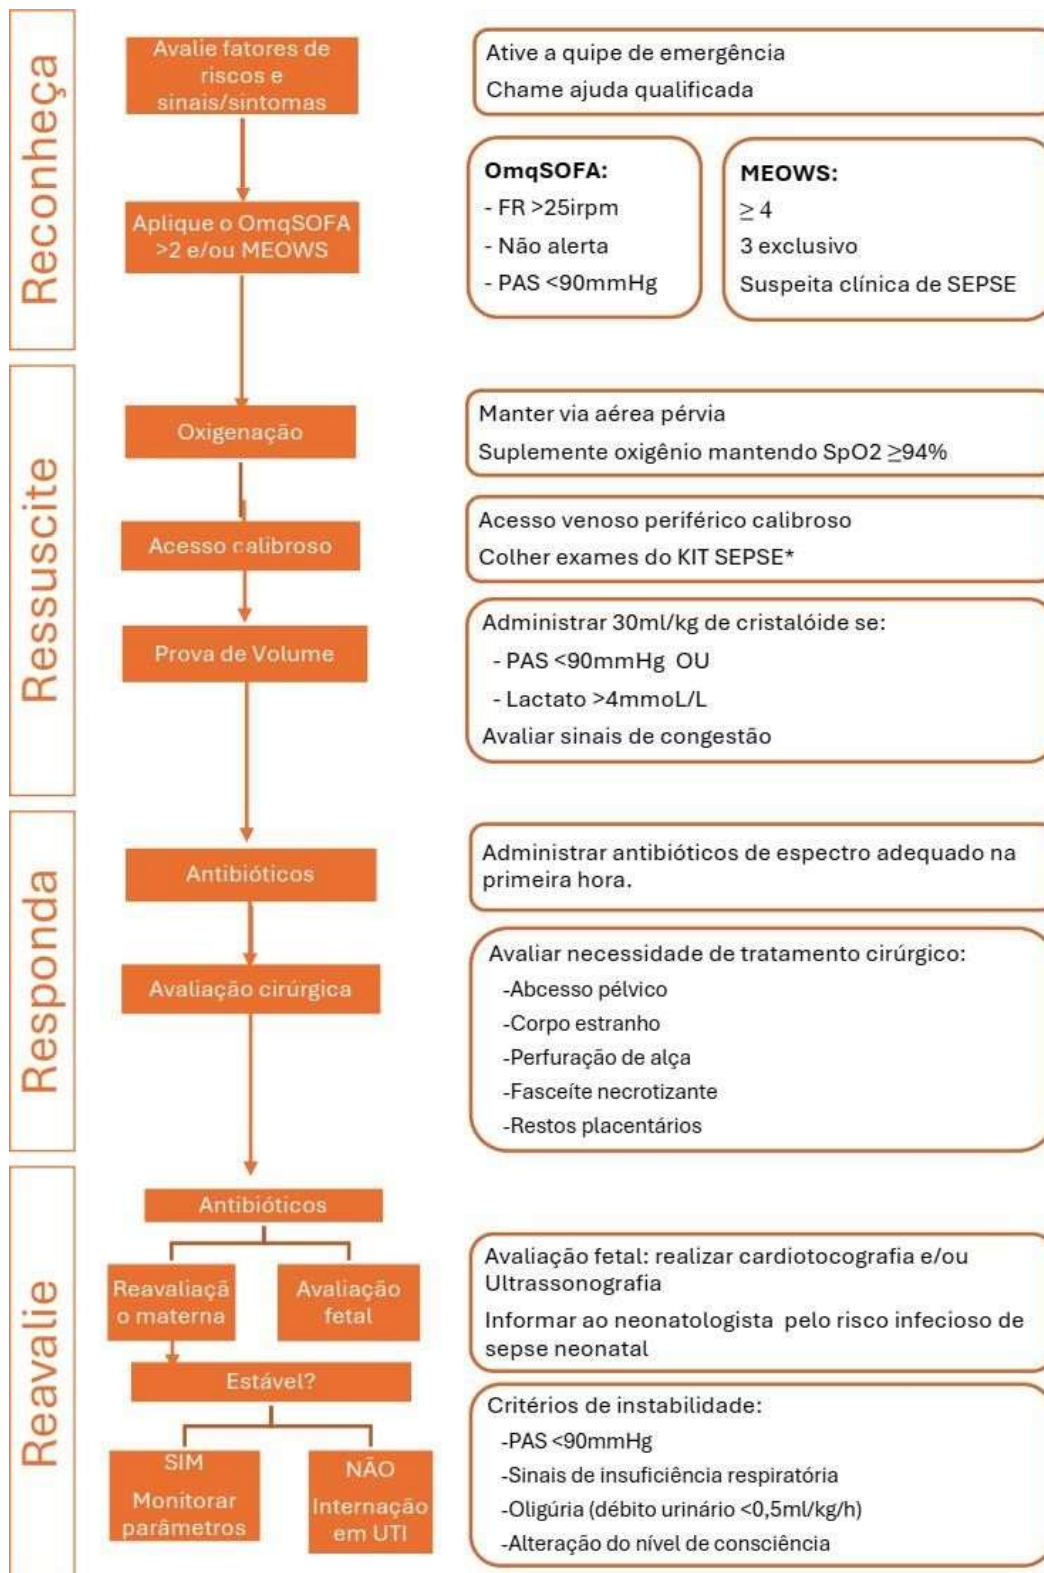 Reconheça
Avalie fatores de
riscos e
sinais/sintomas
Ative a quipe de emergência
Chame ajuda qualificada
Aplique o OmqSOFA
>2 e/ou MEOWS
OmqSOFA:
- FR >25irpm
- Não alerta
- PAS <90mmHg
MEOWS:
≥ 4
3 exclusivo
Suspeita clínica de SEPSE
Ressuscite
Oxigenação
Manter via aérea pérvia
Suplemente oxigênio mantendo SpO2 ≥94%
Acesso calibroso
Acesso venoso periférico calibroso
Colher exames do KIT SEPSE*
Prova de Volume
Administrar 30ml/kg de cristalóide se:
- PAS <90mmHg OU
- Lactato >4mmoL/L
Avaliar sinais de congestão
Responda
Antibióticos
Administrar antibióticos de espectro adequado na
primeira hora.
Avaliação cirúrgica
Avaliar necessidade de tratamento cirúrgico:
-Abcesso pélvico
-Corpo estranho
-Perfuração de alça
-Fasceíte necrotizante
-Restos placentários
Reavalie
Antibióticos
Reavaliaçã
o materna
Avaliação
fetal
Avaliação fetal: realizar cardiotocografia e/ou
Ultrassonografia
Informar ao neonatologista pelo risco infecioso de
sepse neonatal
Estável?
SIM
Monitorar
parâmetros
NÃO
Internação
em UTI
Critérios de instabilidade:
-PAS <90mmHg
-Sinais de insuficiência respiratória
-Oligúria (débito urinário <0,5ml/kg/h)
-Alteração do nível de consciência